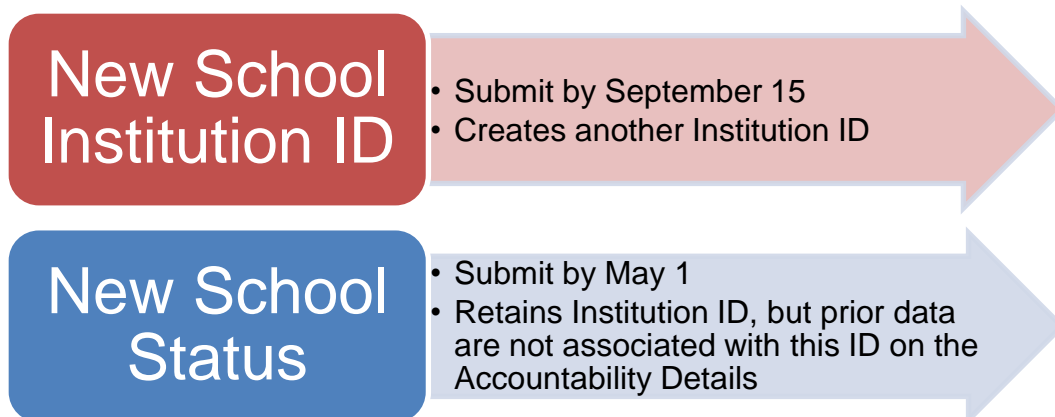 New School
Institution ID
• Submit by September 15
• Creates another Institution ID
New School
Status
• Submit by May 1
• Retains Institution ID, but prior data
are not associated with this ID on the
Accountability Details